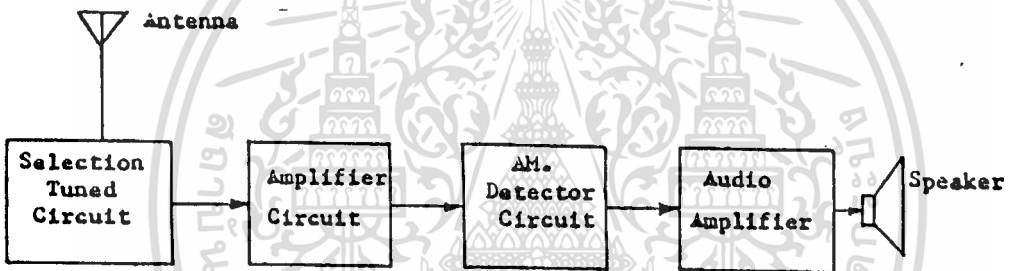 Antenna
Selection
Tuned
Circuit
Amplifier
Circuit
AM.
Detector
Circuit
Audio
Amplifier
Speaker